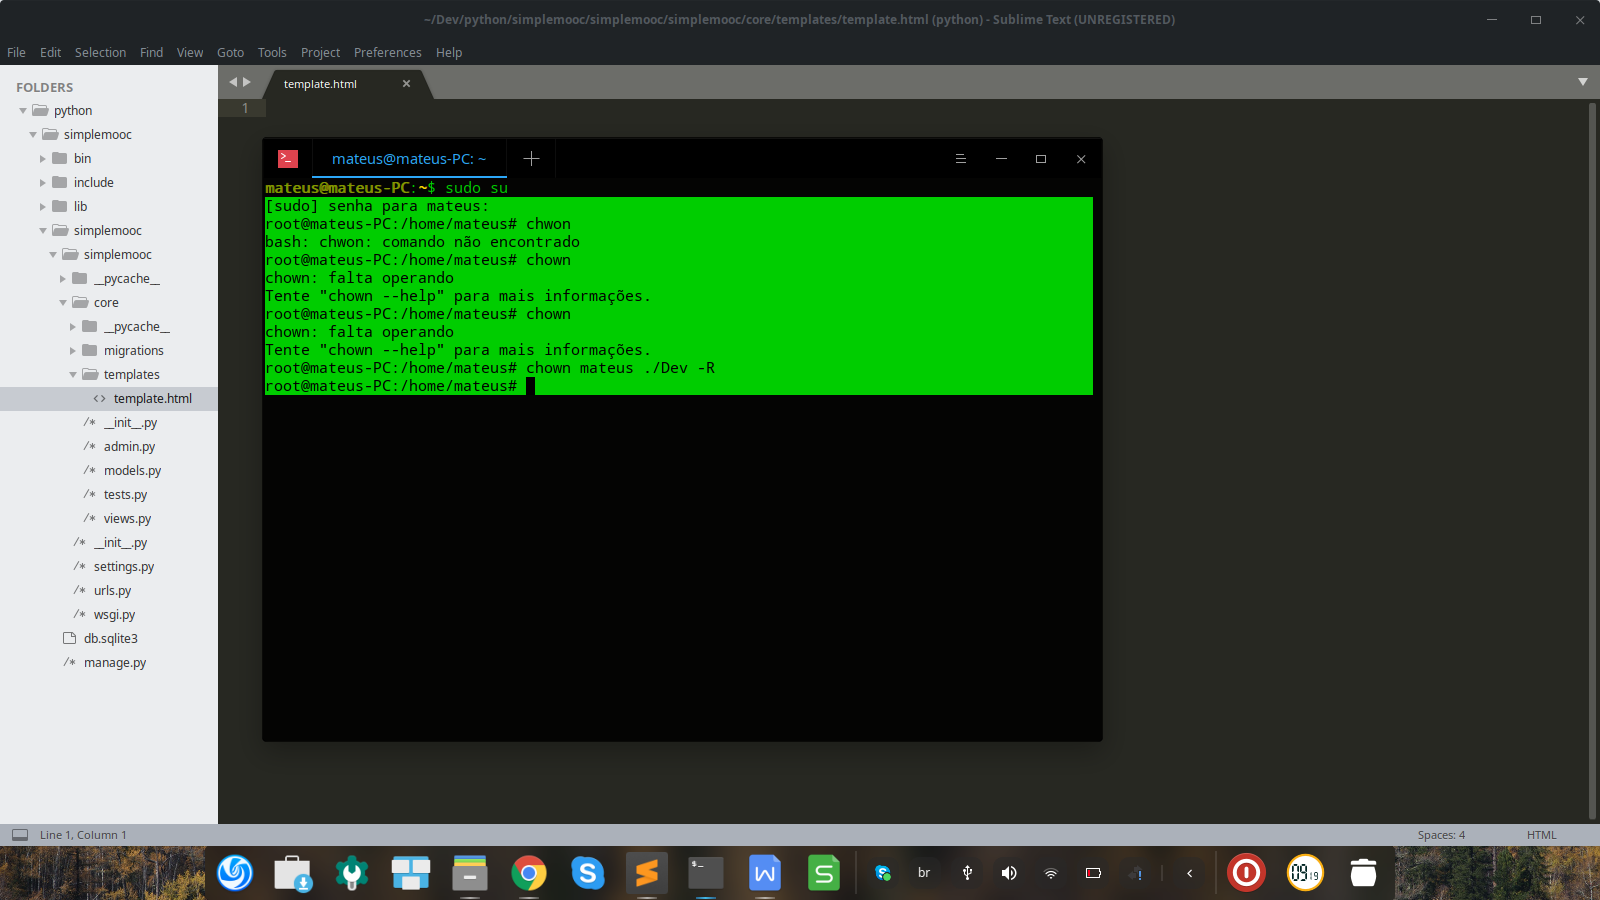 ~/Dev/python/simplemooc/simplemooc/simplemooc/core/templates/template.html (python) - Sublime Text (UNREGISTERED)
File Edit Selection Find View Goto Tools Project Preferences Help
FOLDERS
python
simplemooc
bin
include
lib
simplemooc
simplemooc
__pycache__
core
__pycache__
migrations
templates
<> template.html
/* __init__.py
/* admin.py
/* models.py
/* tests.py
/* views.py
/* __init__.py
/* settings.py
/* urls.py
/* wsgi.py
db.sqlite3
/* manage.py
template.html
1
mateus@mateus-PC: ~
mateus@mateus-PC:~$ sudo su
[sudo] senha para mateus:
root@mateus-PC:/home/mateus# chwon
bash: chwon: comando não encontrado
root@mateus-PC:/home/mateus# chown
chown: falta operando
Tente "chown --help" para mais informações.
root@mateus-PC:/home/mateus# chown
chown: falta operando
Tente "chown --help" para mais informações.
root@mateus-PC:/home/mateus# chown mateus ./Dev -R
root@mateus-PC:/home/mateus#
Line 1, Column 1
Spaces: 4
HTML
br
09:19